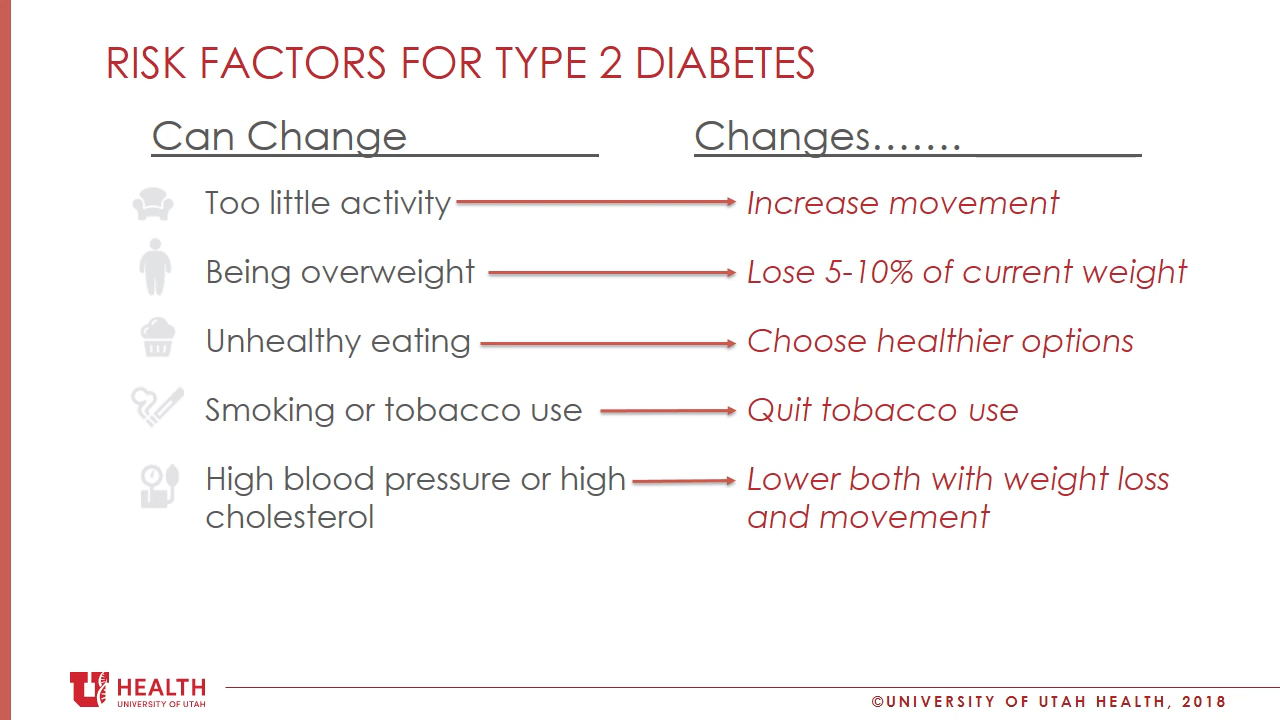 RISK FACTORS FOR TYPE 2 DIABETES
Can Change
Changes.......
Too little activity
Increase movement
Being overweight
Lose 5-10% of current weight
Unhealthy eating
Choose healthier options
Smoking or tobacco use
Quit tobacco use
High blood pressure or high
cholesterol
Lower both with weight loss
and movement
U HEALTH
UNIVERSITY OF UTAH
©UNIVERSITY OF UTAH HEALTH, 2018